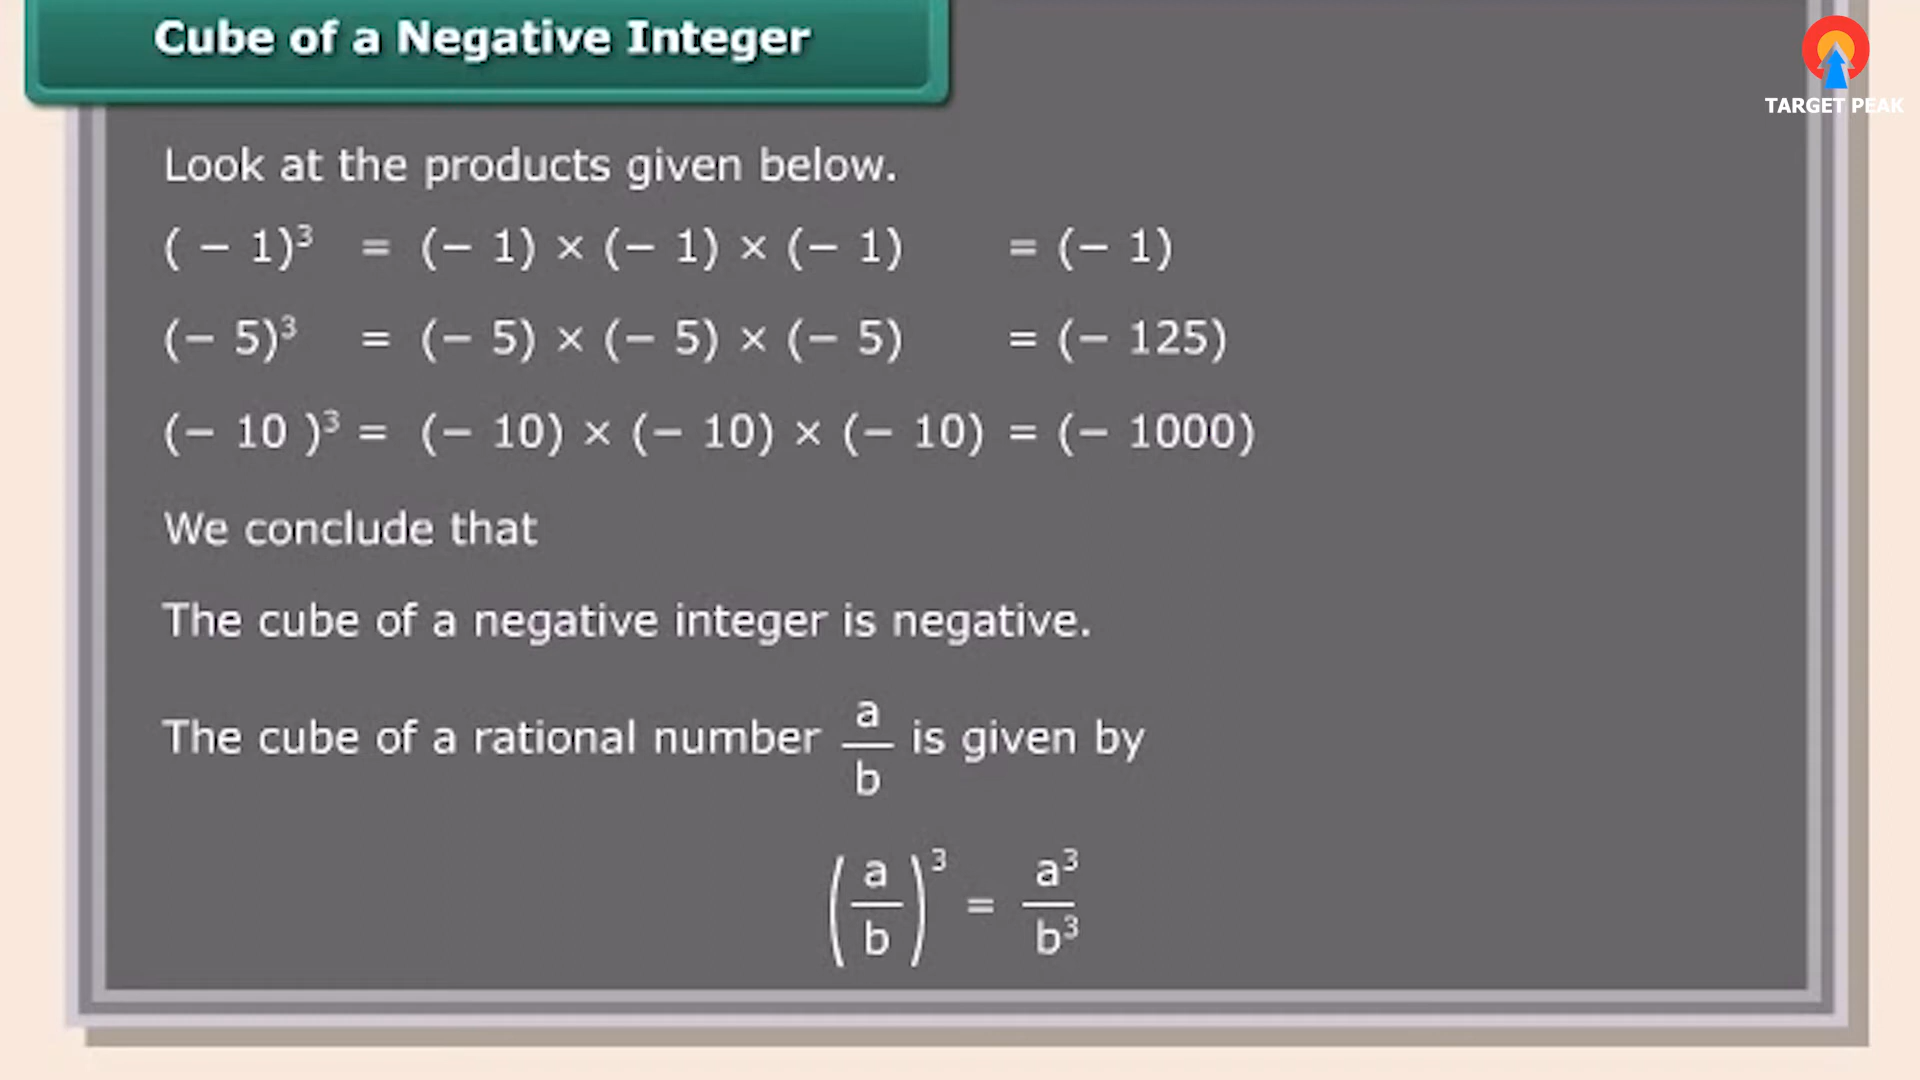 Cube of a Negative Integer
TARGET PEAK
Look at the products given below.
( − 1)³ = (− 1) × (− 1) × (− 1) = (− 1)
(− 5)³ = (− 5) × (− 5) × (− 5) = (− 125)
(− 10 )³ = (− 10) × (− 10) × (− 10) = (− 1000)
We conclude that
The cube of a negative integer is negative.
The cube of a rational number a/b is given by
(a/b)³ = a³/b³